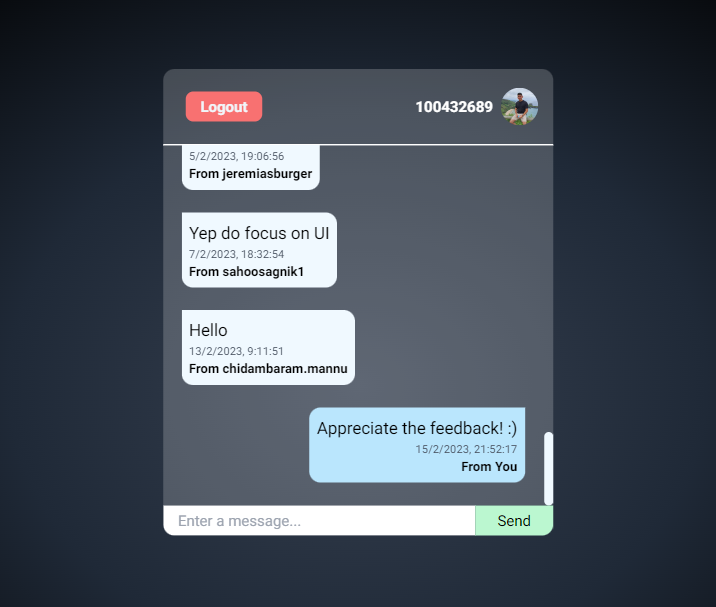 Logout
100432689
5/2/2023, 19:06:56
From jeremiasburger
Yep do focus on UI
7/2/2023, 18:32:54
From sahoosagnik1
Hello
13/2/2023, 9:11:51
From chidambaram.mannu
Appreciate the feedback! :)
15/2/2023, 21:52:17
From You
Enter a message...
Send